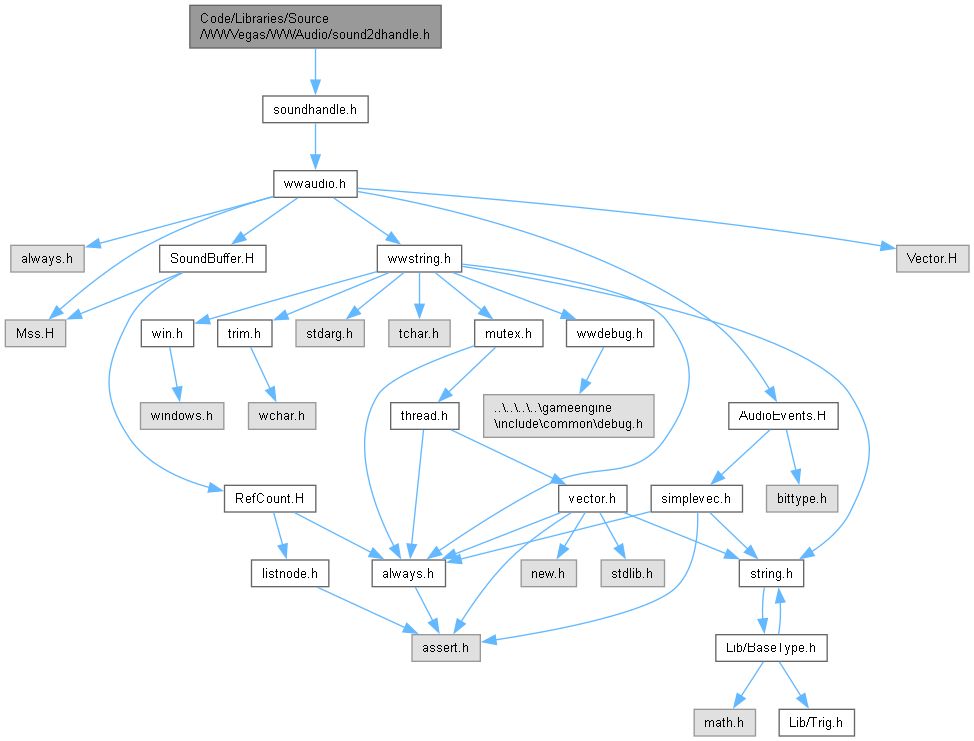 Code/Libraries/Source
/WWVegas/WWAudio/sound2dhandle.h
soundhandle.h
wwaudio.h
always.h
SoundBuffer.H
wwstring.h
Vector.H
Mss.H
win.h
trim.h
stdarg.h
tchar.h
mutex.h
wwdebug.h
windows.h
wchar.h
thread.h
..\..\..\..\gameengine
\include\common\debug.h
AudioEvents.H
RefCount.H
vector.h
simplevec.h
bittype.h
listnode.h
always.h
new.h
stdlib.h
string.h
assert.h
Lib/BaseType.h
math.h
Lib/Trig.h